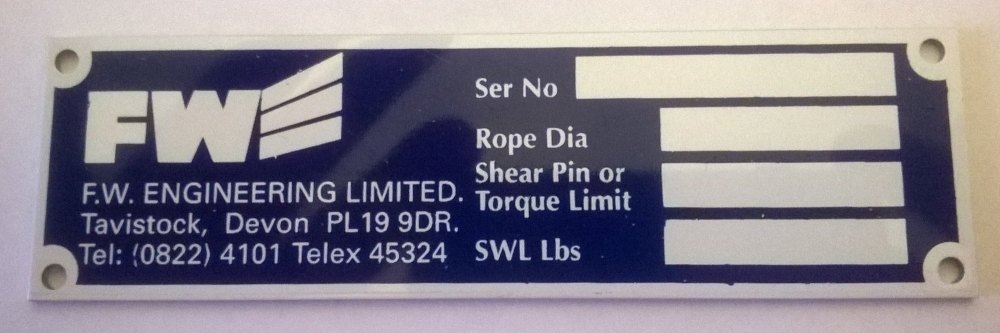 FWE
F.W. ENGINEERING LIMITED.
Tavistock, Devon PL19 9DR.
Tel: (0822) 4101 Telex 45324
Ser No
Rope Dia
Shear Pin or
Torque Limit
SWL Lbs